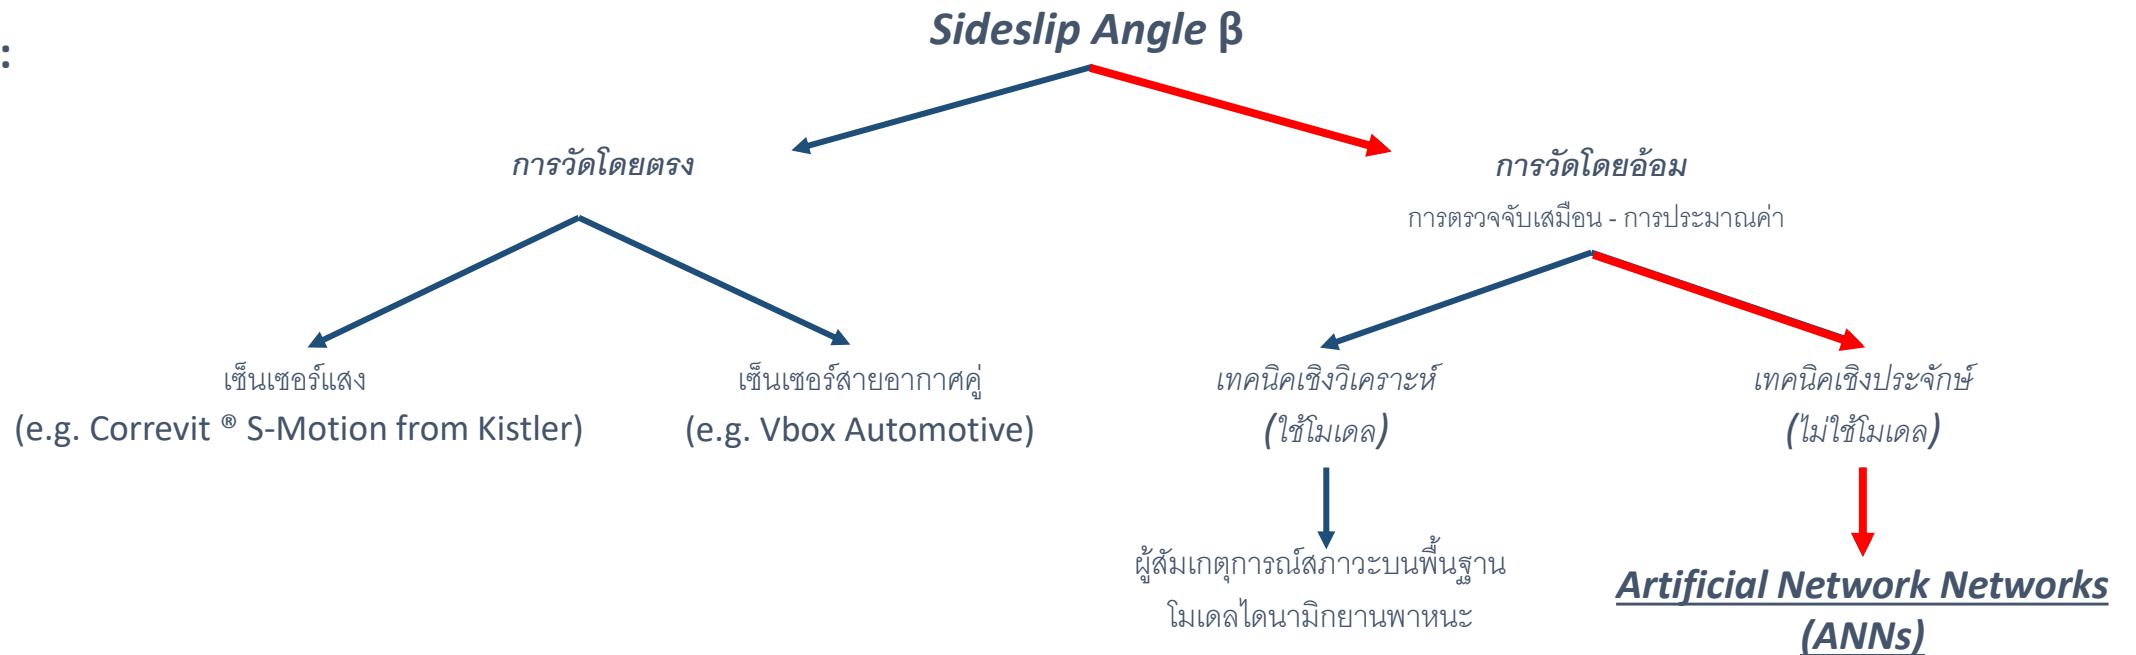 :
Sideslip Angle β
การวัดโดยตรง
การวัดโดยอ้อม
การตรวจจับเสมือน - การประมาณค่า
เซ็นเซอร์แสง
(e.g. Correvit ® S-Motion from Kistler)
เซ็นเซอร์สายอากาศคู่
(e.g. Vbox Automotive)
เทคนิคเชิงวิเคราะห์
(ใช้โมเดล)
เทคนิคเชิงประจักษ์
(ไม่ใช้โมเดล)
ผู้สัมเกตุการณ์สภาวะบนพื้นฐาน
โมเดลไดนามิกยานพาหนะ
Artificial Network Networks
(ANNs)